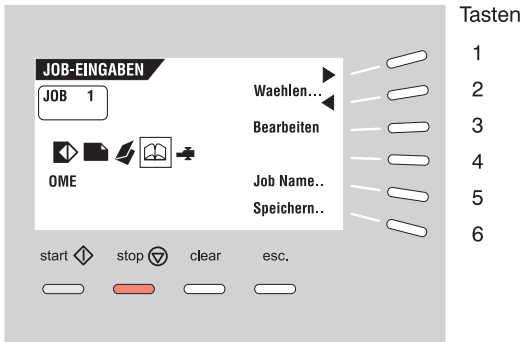 Tasten
JOB-EINGABEN
JOB 1
OME
Waehlen...
Bearbeiten
Job Name..
Speichern..
1
2
3
4
5
6
start stop clear esc.